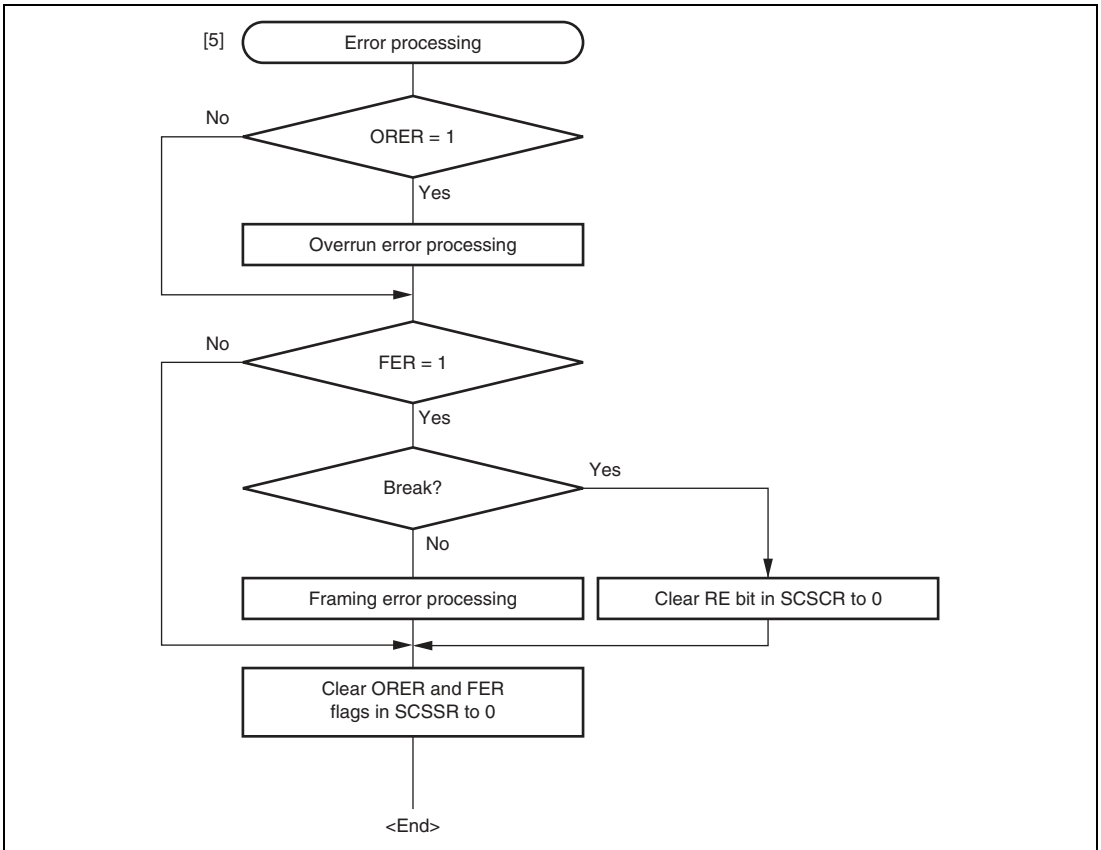 [5]
Error processing
No
ORER = 1
Yes
Overrun error processing
No
FER = 1
Yes
Break?
Yes
No
Framing error processing
Clear RE bit in SCSCR to 0
Clear ORER and FER
flags in SCSSR to 0
<End>